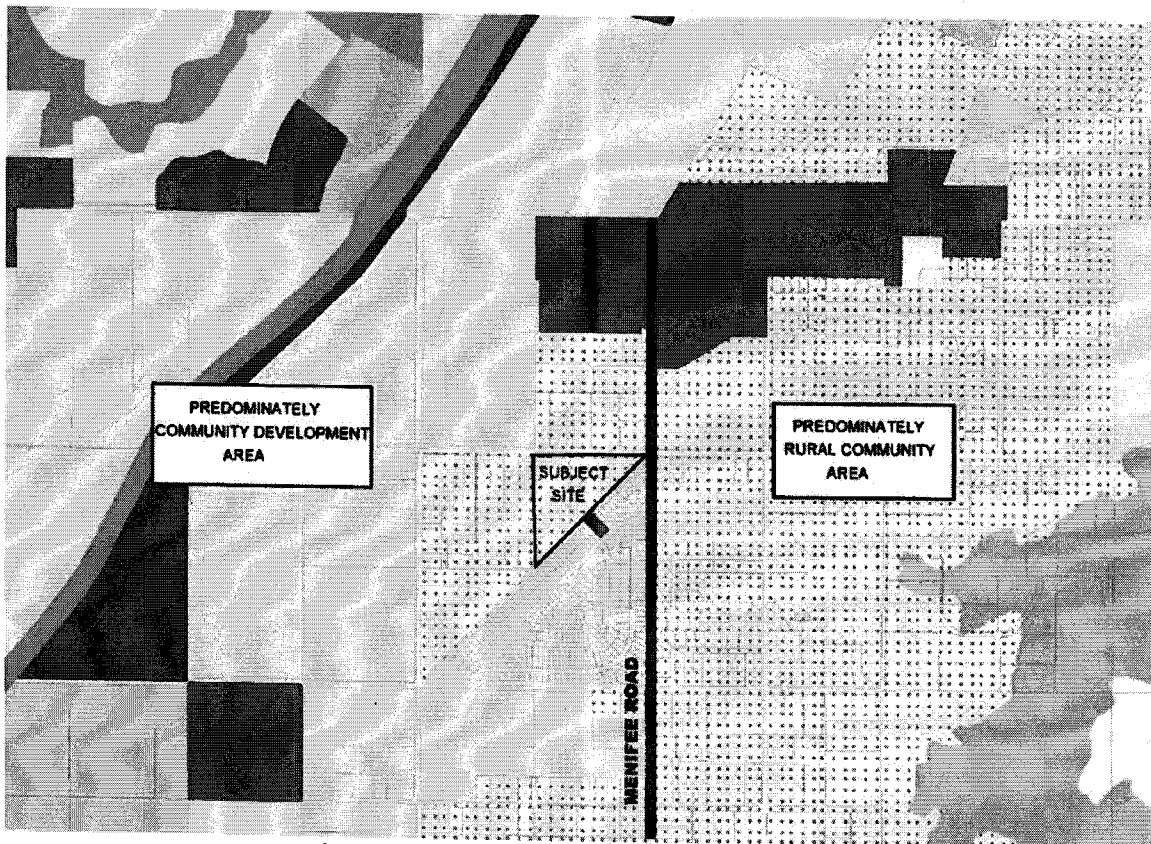 PREDOMINATELY
COMMUNITY DEVELOPMENT
AREA
PREDOMINATELY
RURAL COMMUNITY
AREA
SUBJECT
SITE
MENIFEE ROAD